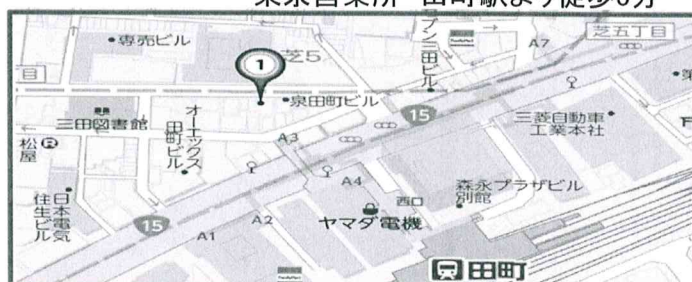 東京営業所 田町駅より徒歩6分
専売ビル
芝5
A7
芝五丁目
FamilyMart
三田ビル
1
泉田町ビル
三田図書館
オーエックス
田町ビル
15
三菱自動車
工業本社
松屋
A3
A4
西口
森永プラザビル
別館
ヤマダ電機
日本電気
住生ビル
15
A2
A1
FamilyMart
田町